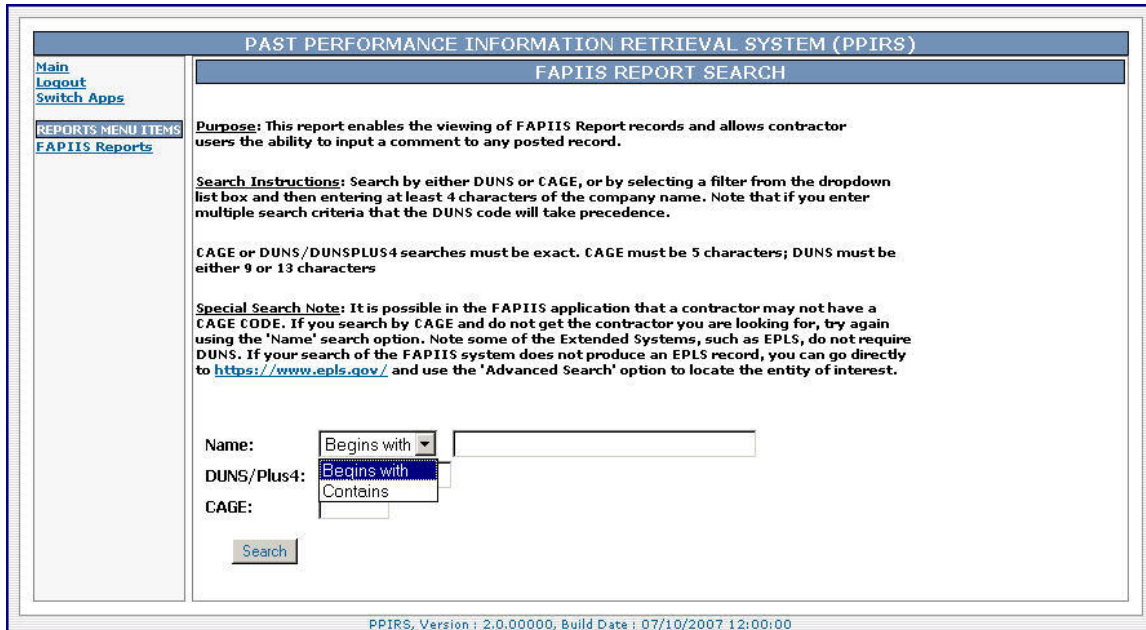 PAST PERFORMANCE INFORMATION RETRIEVAL SYSTEM (PPIRS)
Main
Logout
Switch Apps
REPORTS MENU ITEMS
FAPIIS Reports
FAPIIS REPORT SEARCH
Purpose: This report enables the viewing of FAPIIS Report records and allows contractor
users the ability to input a comment to any posted record.
Search Instructions: Search by either DUNS or CAGE, or by selecting a filter from the dropdown
list box and then entering at least 4 characters of the company name. Note that if you enter
multiple search criteria that the DUNS code will take precedence.
CAGE or DUNS/DUNSPLUS4 searches must be exact. CAGE must be 5 characters; DUNS must be
either 9 or 13 characters
Special Search Note: It is possible in the FAPIIS application that a contractor may not have a
CAGE CODE. If you search by CAGE and do not get the contractor you are looking for, try again
using the 'Name' search option. Note some of the Extended Systems, such as EPLS, do not require
DUNS. If your search of the FAPIIS system does not produce an EPLS record, you can go directly
to https://www.epls.gov/ and use the 'Advanced Search' option to locate the entity of interest.
Name: Begins with
DUNS/Plus4: Begins with
Contains
CAGE:
Search
PPIRS, Version : 2.0.00000, Build Date : 07/10/2007 12:00:00